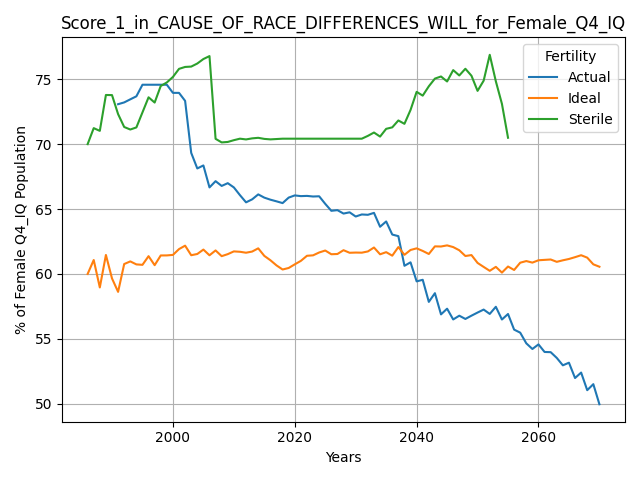 Score_1_in_CAUSE_OF_RACE_DIFFERENCES_WILL_for_Female_Q4_IQ
Fertility
Actual
Ideal
Sterile
% of Female Q4_IQ Population
75
70
65
60
55
50
2000
2020
2040
2060
Years